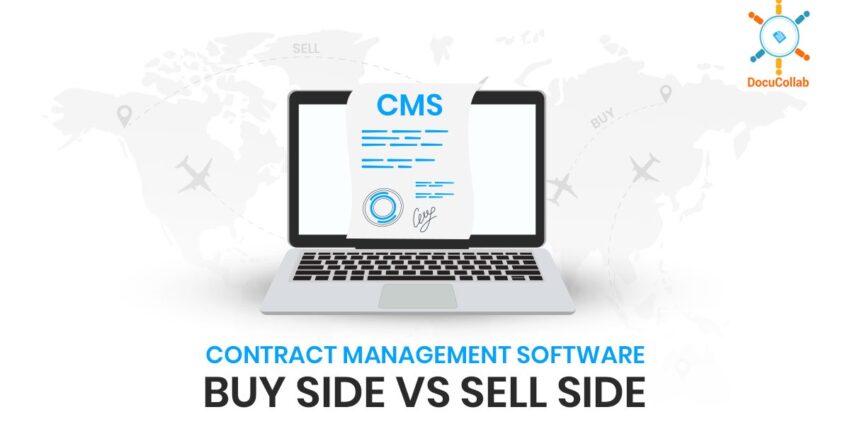 SELL
DocuCollab
CMS
BUY
CONTRACT MANAGEMENT SOFTWARE
BUY SIDE VS SELL SIDE